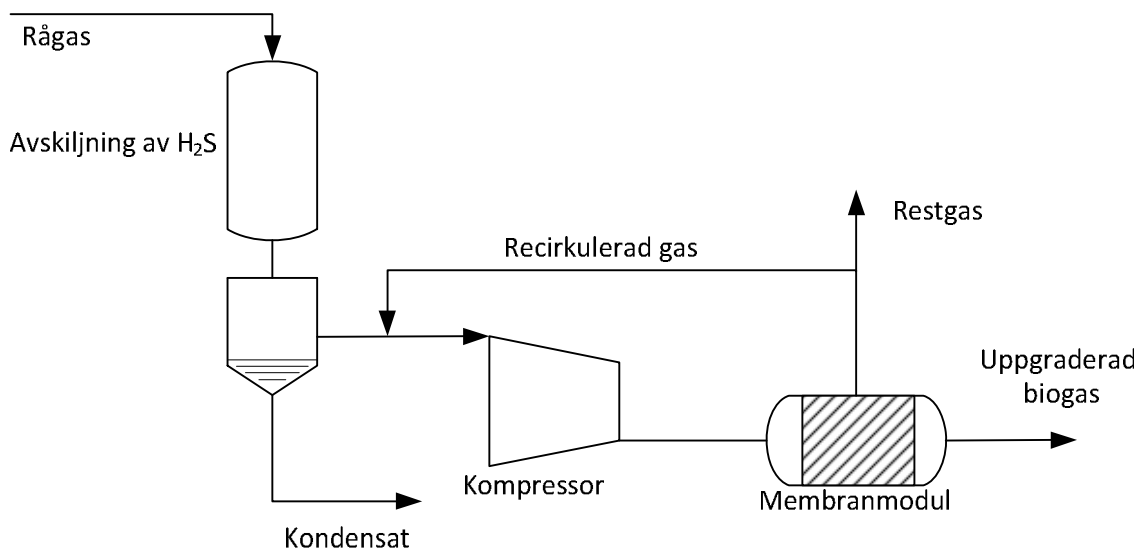 Rågas
Avskiljning av H₂S
Restgas
Recirkulerad gas
Uppgraderad
biogas
Kompressor
Membranmodul
Kondensat